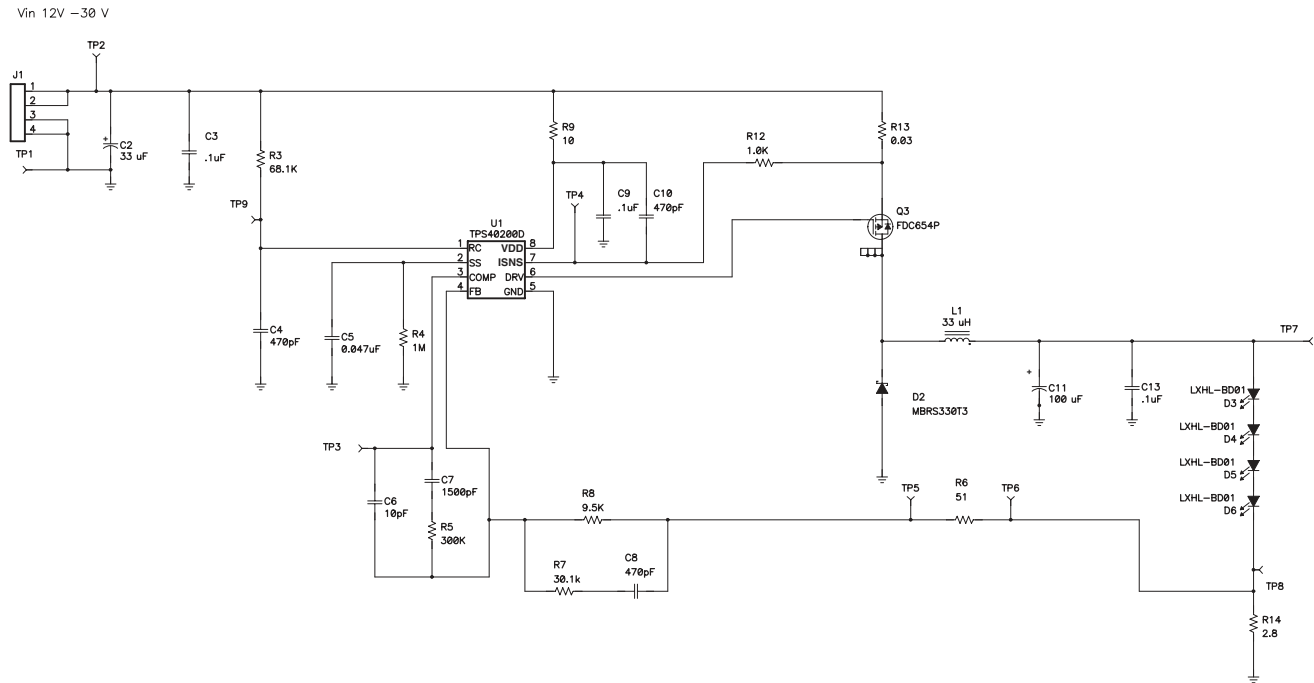 Vin 12V –30 V
TP2
J1
1
2
3
4
TP1
C2
33 uF
+
C3
.1uF
R3
68.1K
R9
10
R12
1.0K
R13
0.03
TP9
TP4
C9
.1uF
C10
470pF
Q3
FDC654P
U1
TPS40200D
1 RC VDD 8
2 SS ISNS 7
3 COMP DRV 6
4 FB GND 5
C4
470pF
C5
0.047uF
R4
1M
L1
33 uH
TP7
D2
MBRS330T3
+
C11
100 uF
C13
.1uF
LXHL–BD01
D3
LXHL–BD01
D4
LXHL–BD01
D5
LXHL–BD01
D6
TP3
C6
10pF
C7
1500pF
R5
300K
R8
9.5K
R7
30.1k
C8
470pF
TP5
R6
51
TP6
TP8
R14
2.8